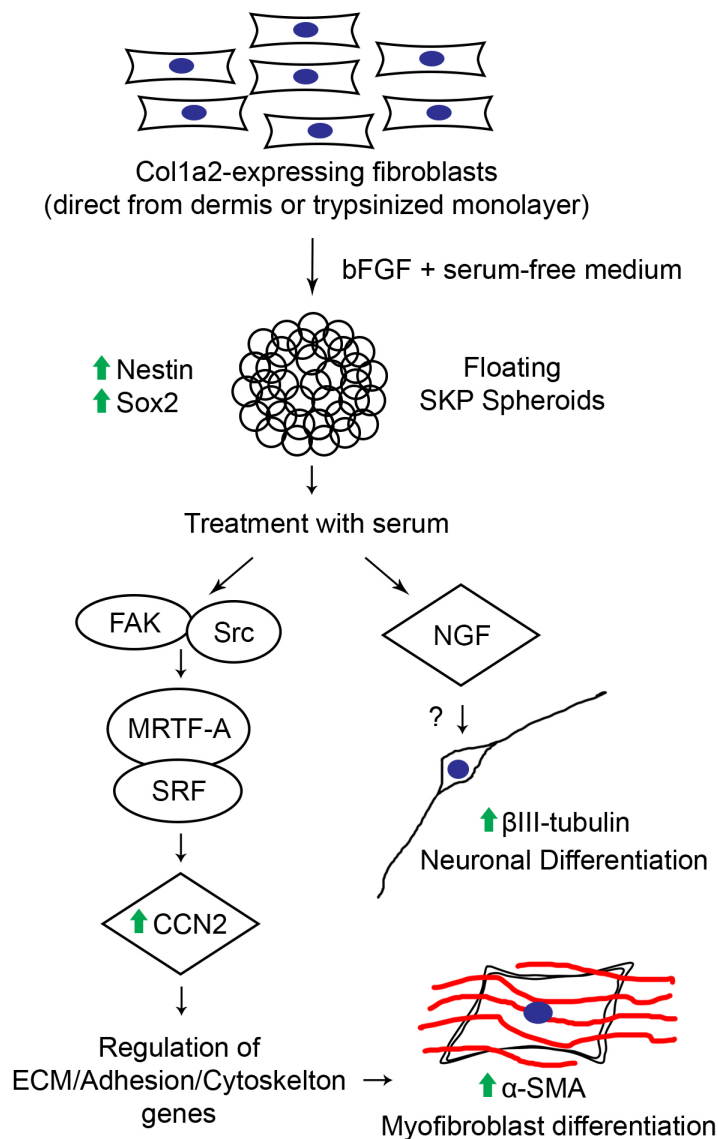 Col1a2-expressing fibroblasts
(direct from dermis or trypsinized monolayer)
bFGF + serum-free medium
Nestin
Sox2
Floating
SKP Spheroids
Treatment with serum
FAK
Src
NGF
MRTF-A
SRF
?
βIII-tubulin
Neuronal Differentiation
CCN2
Regulation of
ECM/Adhesion/Cytoskelton
genes
α-SMA
Myofibroblast differentiation